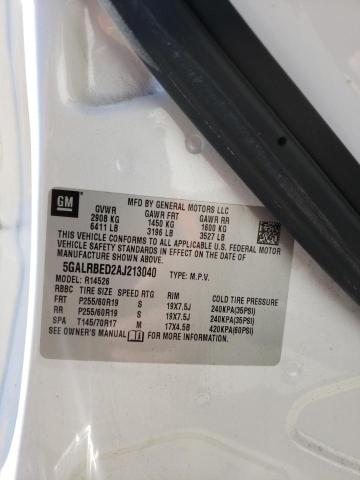 GM
MFD BY GENERAL MOTORS LLC
GVWR GAWR FRT GAWR RR
2908 KG 1450 KG 1600 KG
6411 LB 3196 LB 3527 LB
THIS VEHICLE CONFORMS TO ALL APPLICABLE U.S. FEDERAL MOTOR
VEHICLE SAFETY STANDARDS IN EFFECT ON THE DATE OF
MANUFACTURE SHOWN ABOVE.
5GALRBED2AJ213040 TYPE: M.P.V.
MODEL: R14526
RBBC TIRE SIZE SPEED RTG RIM COLD TIRE PRESSURE
FRT P255/60R19 S 19X7.5J 240KPA(35PSI)
RR P255/60R19 S 19X7.5J 240KPA(35PSI)
SPA T145/70R17 M 17X4.5B 420KPA(60PSI)
SEE OWNER'S MANUAL FOR MORE INFORMATION.